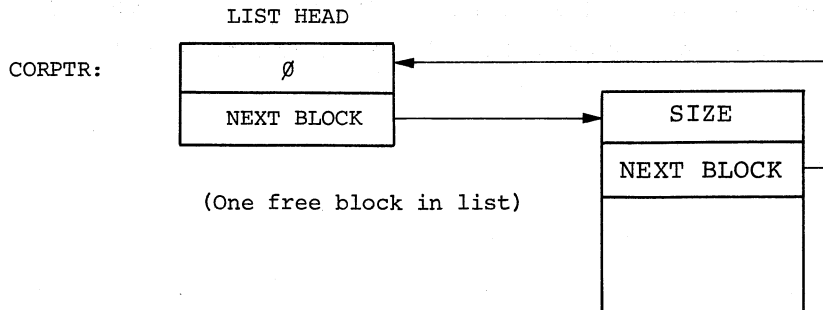 LIST HEAD
CORPTR:
Ø
NEXT BLOCK
SIZE
NEXT BLOCK
(One free block in list)